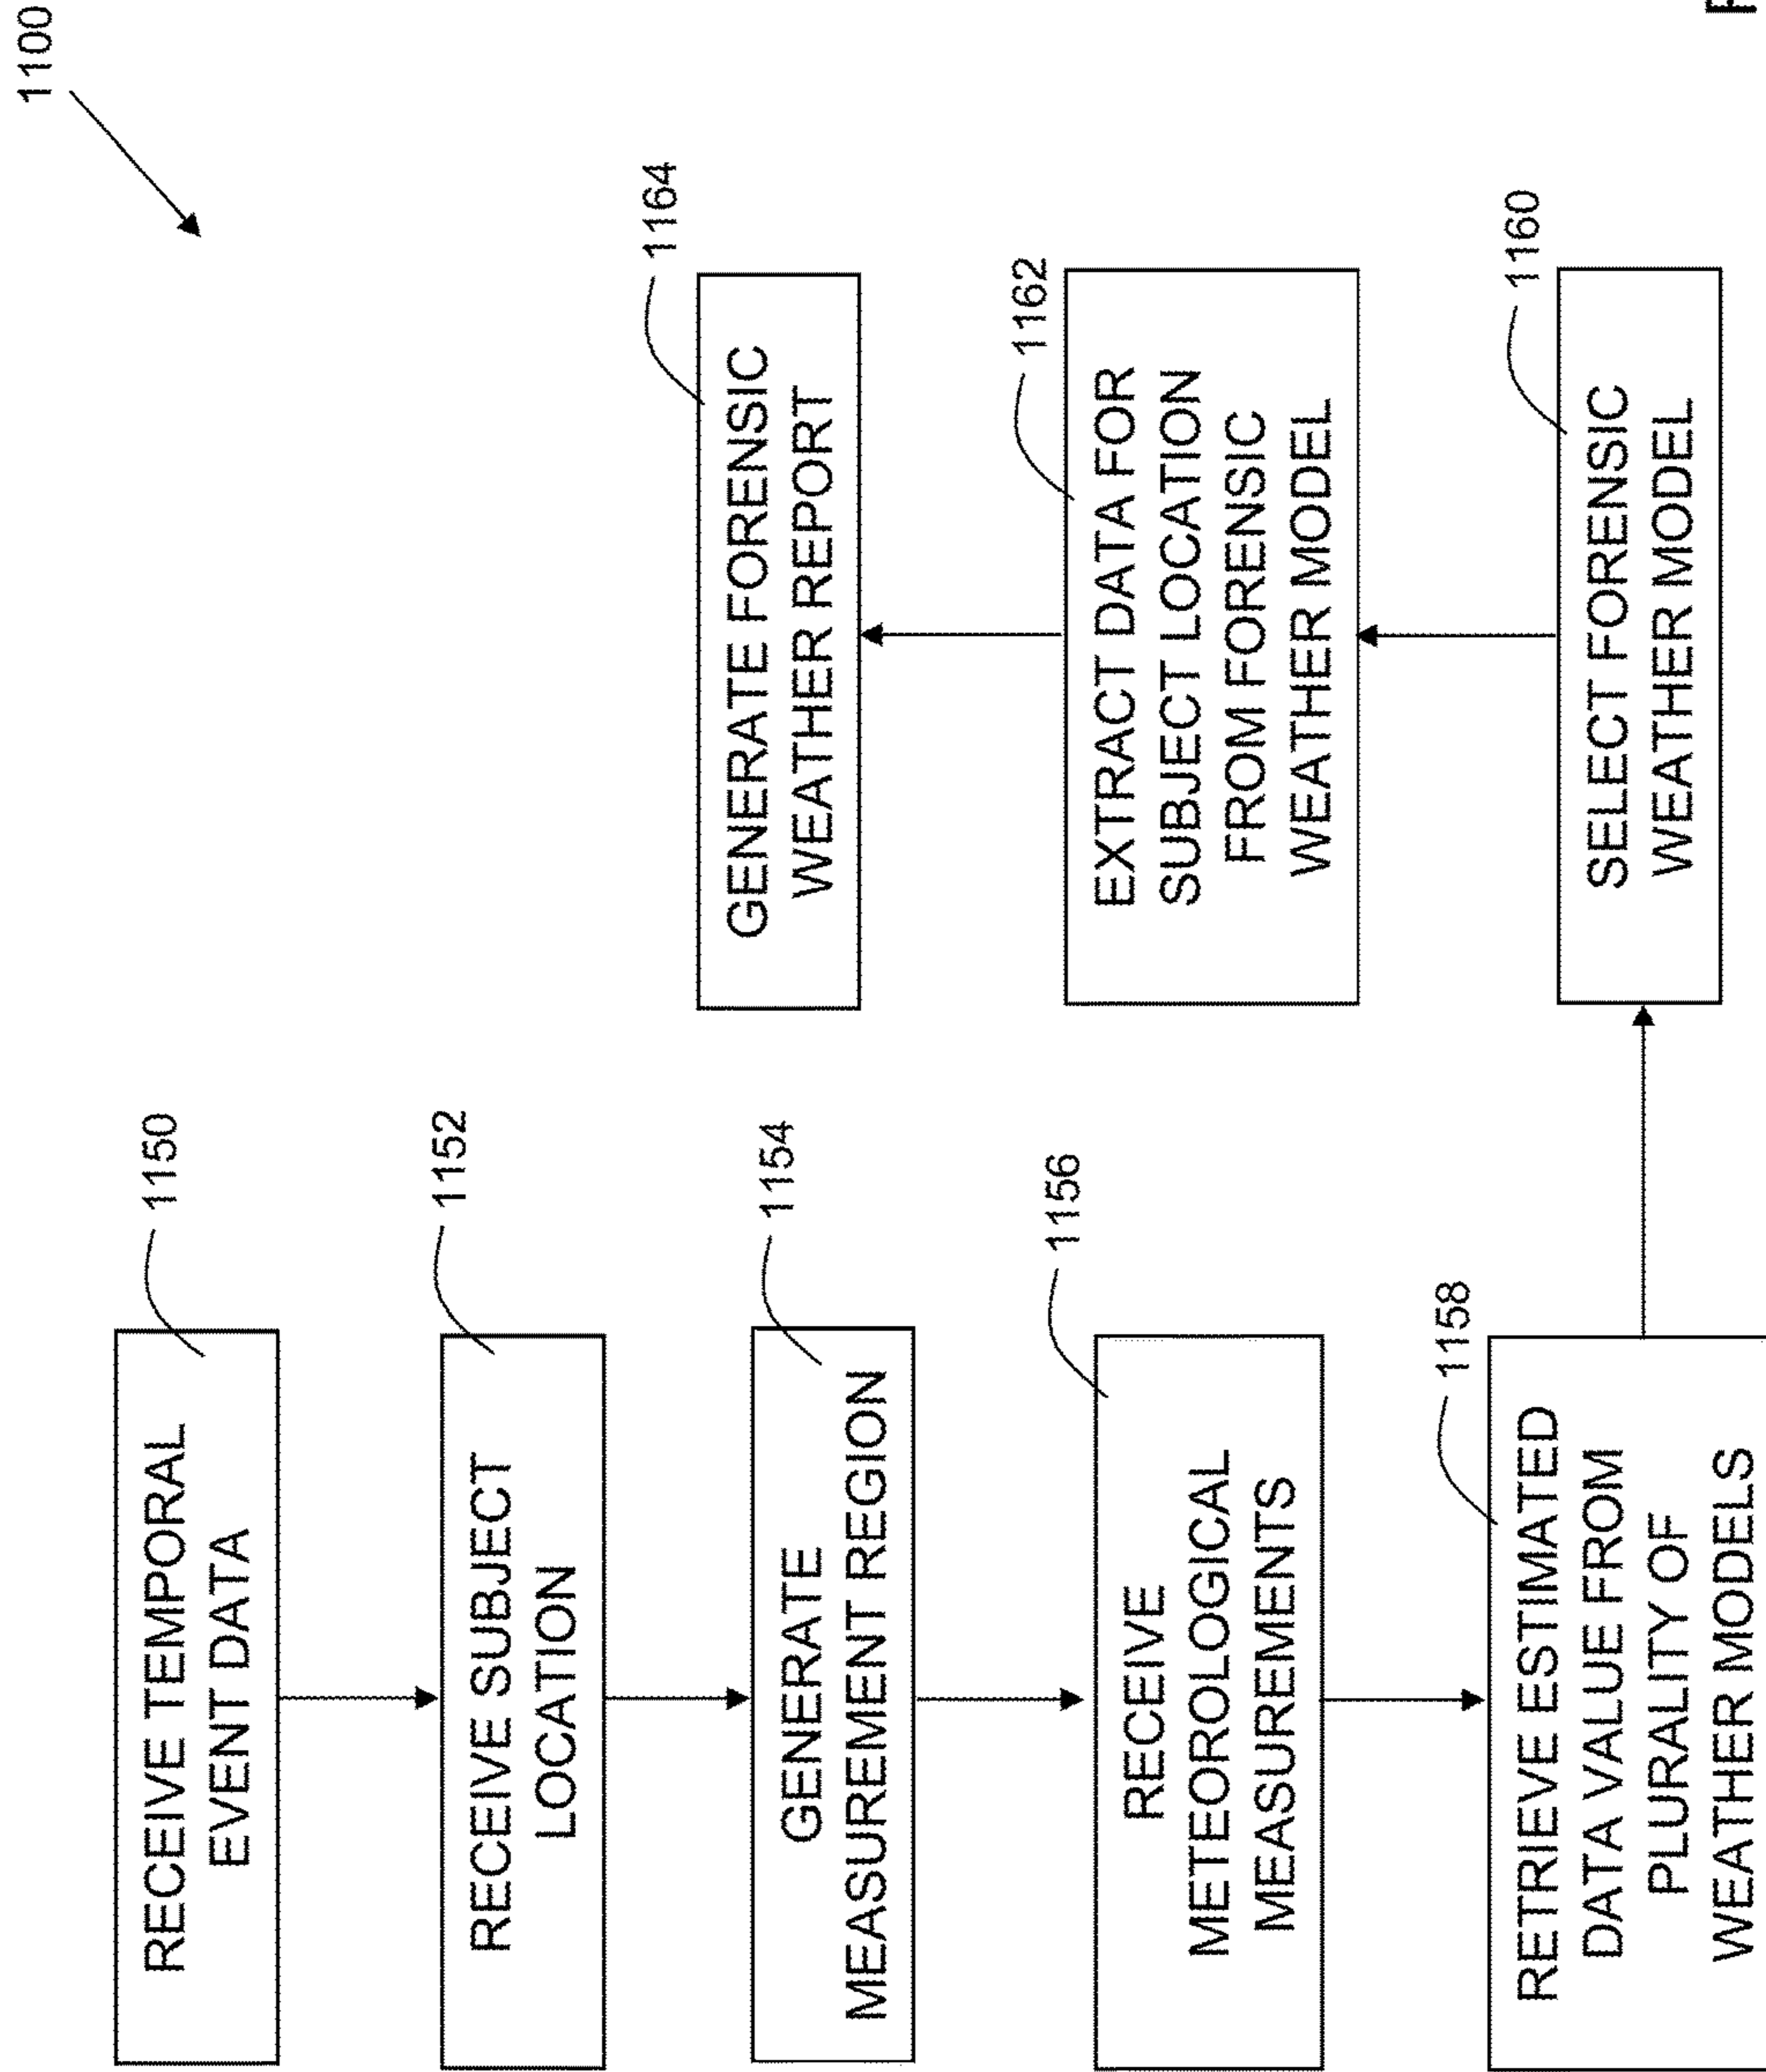 1100
RECEIVE TEMPORAL
EVENT DATA
1150
RECEIVE SUBJECT
LOCATION
1152
GENERATE
MEASUREMENT REGION
1154
RECEIVE
METEOROLOGICAL
MEASUREMENTS
1156
RETRIEVE ESTIMATED
DATA VALUE FROM
PLURALITY OF
WEATHER MODELS
1158
SELECT FORENSIC
WEATHER MODEL
1160
EXTRACT DATA FOR
SUBJECT LOCATION
FROM FORENSIC
WEATHER MODEL
1162
GENERATE FORENSIC
WEATHER REPORT
1164